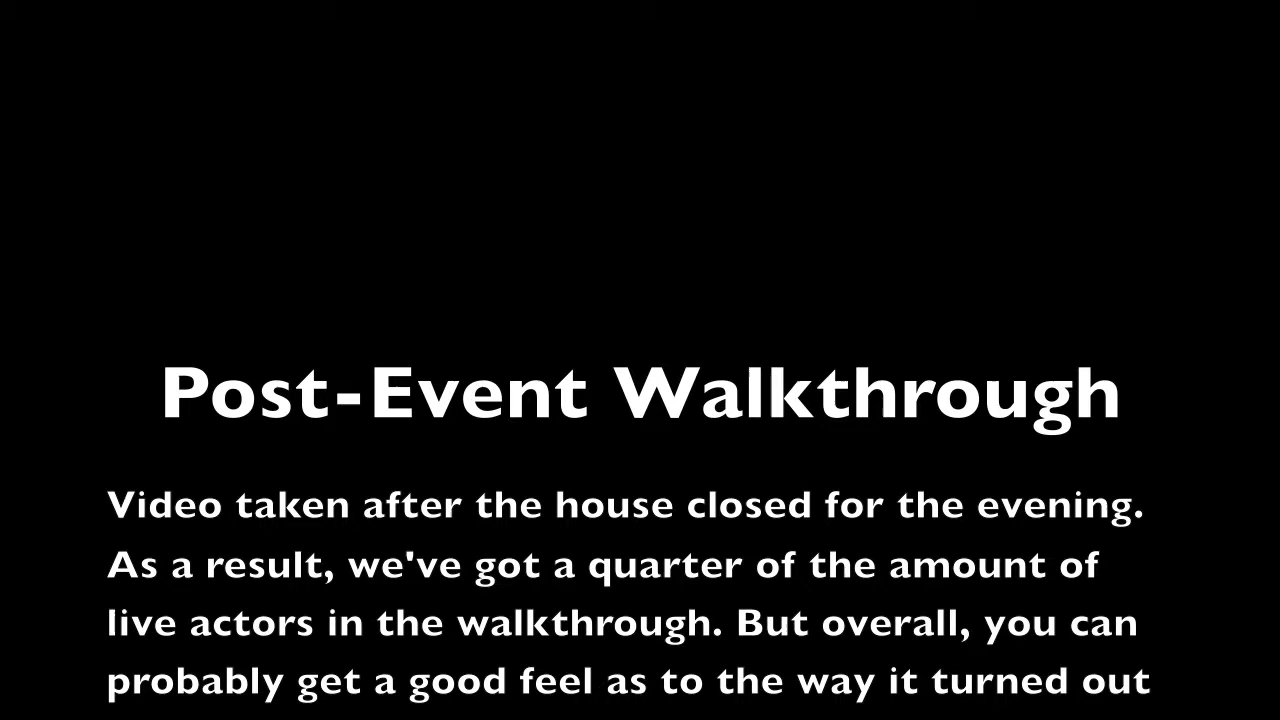 Post-Event Walkthrough
Video taken after the house closed for the evening.
As a result, we've got a quarter of the amount of
live actors in the walkthrough. But overall, you can
probably get a good feel as to the way it turned out